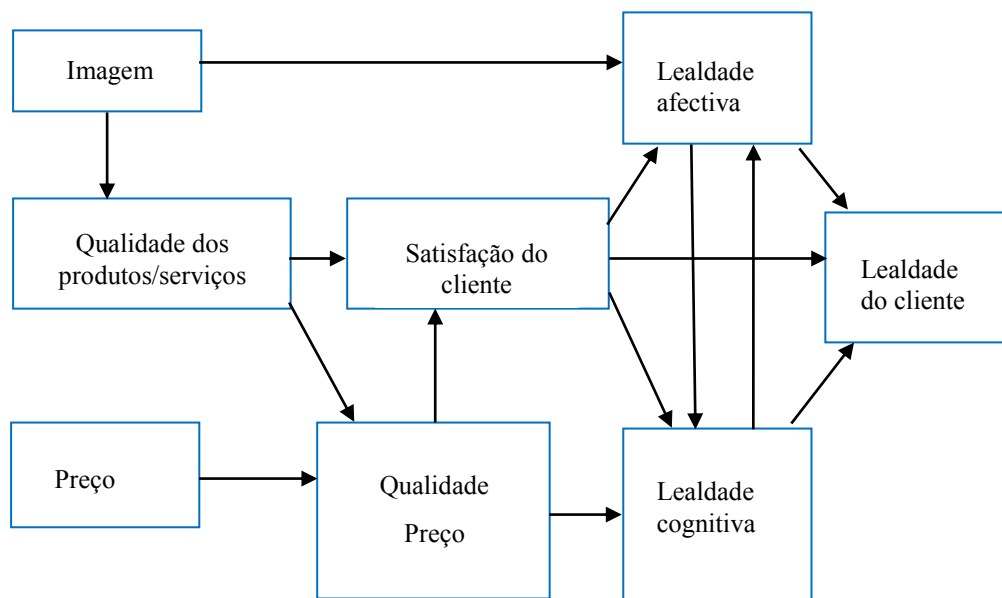 Imagem
Lealdade
afectiva
Qualidade dos
produtos/serviços
Satisfação do
cliente
Lealdade
do cliente
Preço
Qualidade
Preço
Lealdade
cognitiva